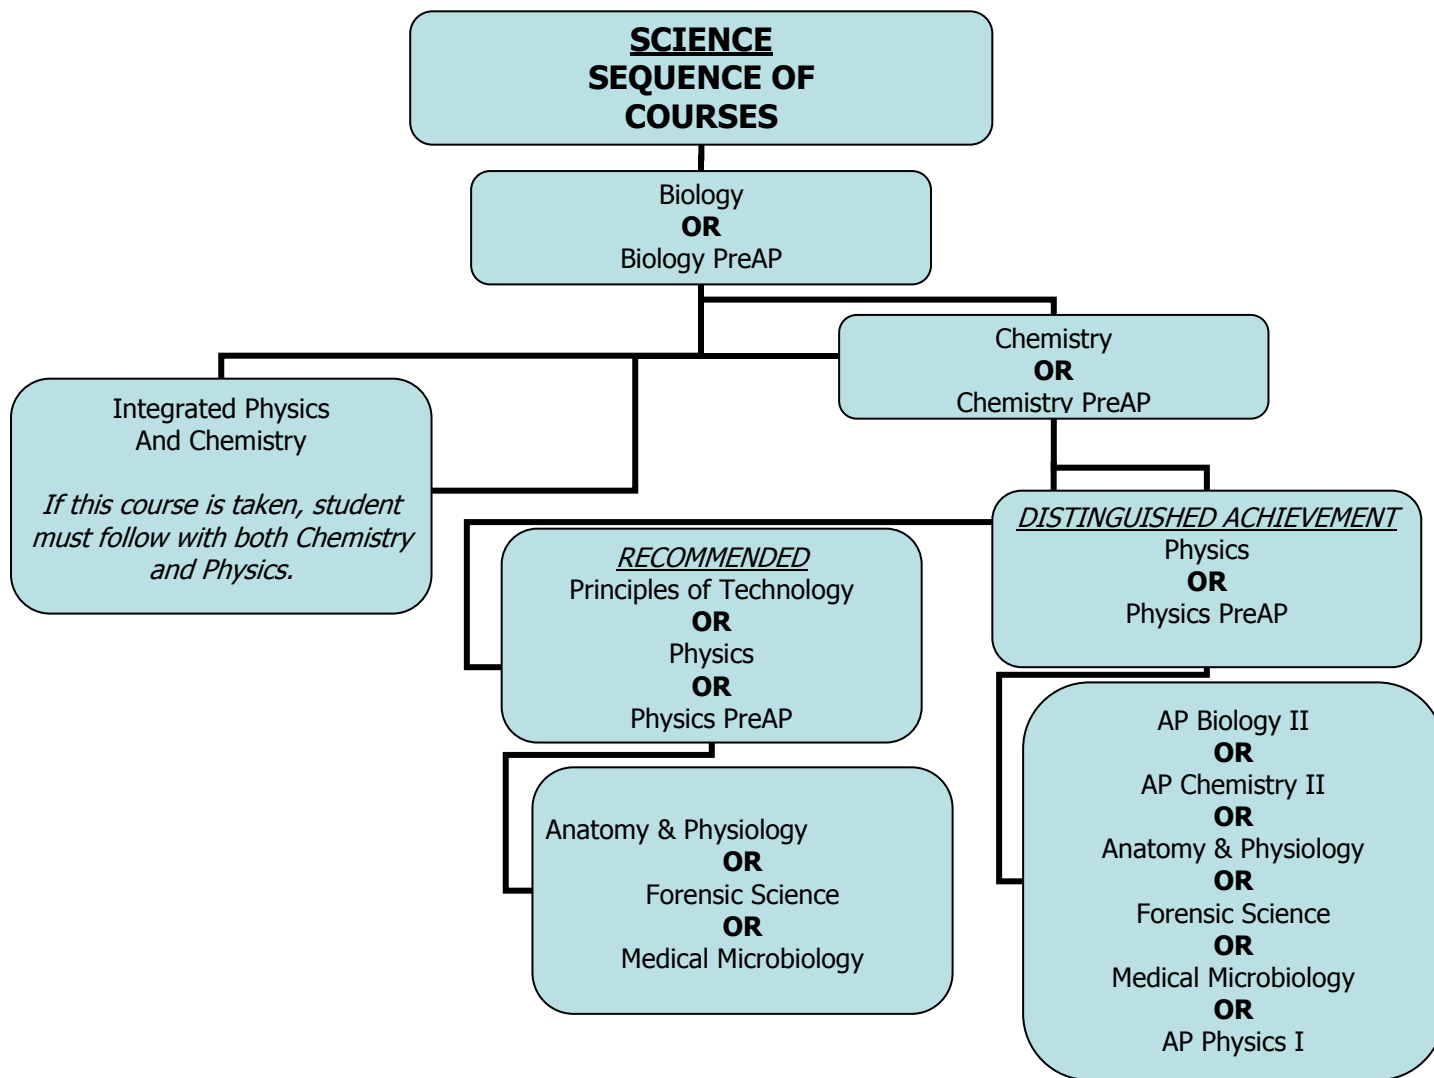 SCIENCE
SEQUENCE OF
COURSES
Biology
OR
Biology PreAP
Chemistry
OR
Chemistry PreAP
Integrated Physics
And Chemistry
If this course is taken, student
must follow with both Chemistry
and Physics.
RECOMMENDED
Principles of Technology
OR
Physics
OR
Physics PreAP
DISTINGUISHED ACHIEVEMENT
Physics
OR
Physics PreAP
Anatomy & Physiology
OR
Forensic Science
OR
Medical Microbiology
AP Biology II
OR
AP Chemistry II
OR
Anatomy & Physiology
OR
Forensic Science
OR
Medical Microbiology
OR
AP Physics I